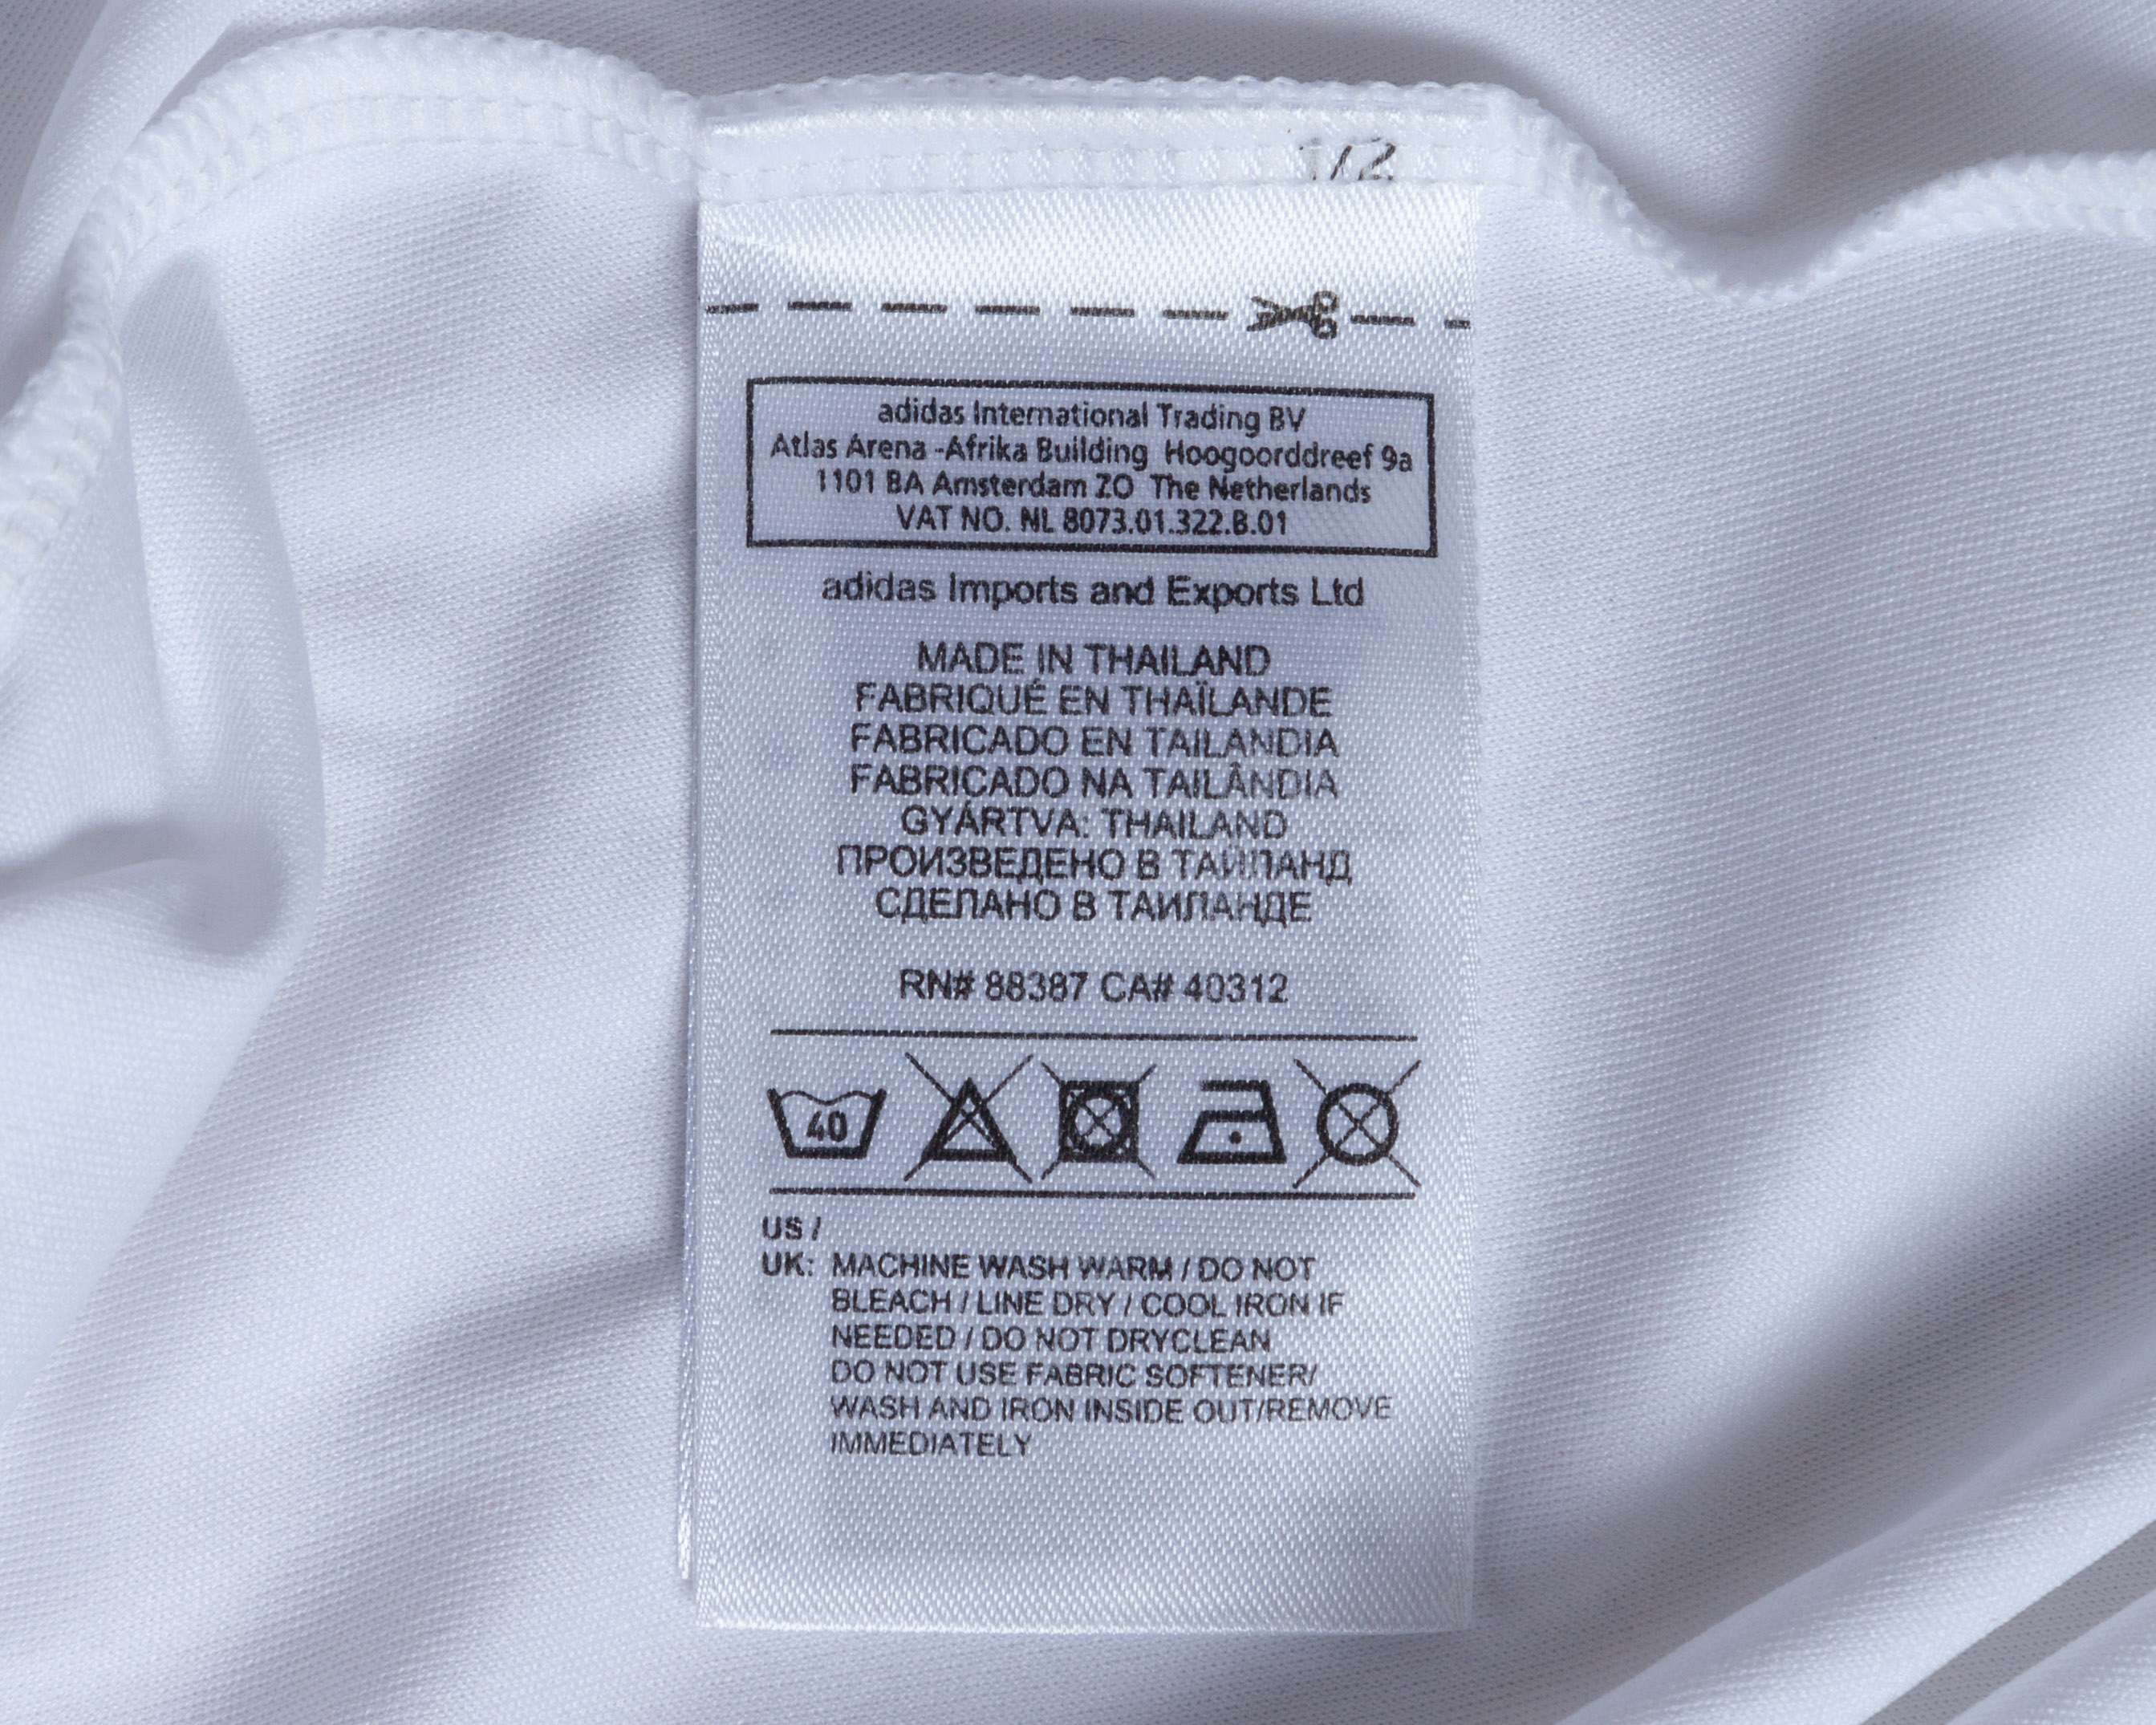 1/2
adidas International Trading BV
Atlas Arena -Afrika Building Hoogoorddreef 9a
1101 BA Amsterdam ZO The Netherlands
VAT NO. NL 8073.01.322.B.01
adidas Imports and Exports Ltd
MADE IN THAILAND
FABRIQUÉ EN THAÏLANDE
FABRICADO EN TAILANDIA
FABRICADO NA TAILÂNDIA
GYÁRTVA: THAILAND
ПРОИЗВЕДЕНО В ТАЙЛАНД
СДЕЛАНО В ТАИЛАНДЕ
RN# 88387 CA# 40312
40
US /
UK: MACHINE WASH WARM / DO NOT
BLEACH / LINE DRY / COOL IRON IF
NEEDED / DO NOT DRYCLEAN
DO NOT USE FABRIC SOFTENER/
WASH AND IRON INSIDE OUT/REMOVE
IMMEDIATELY